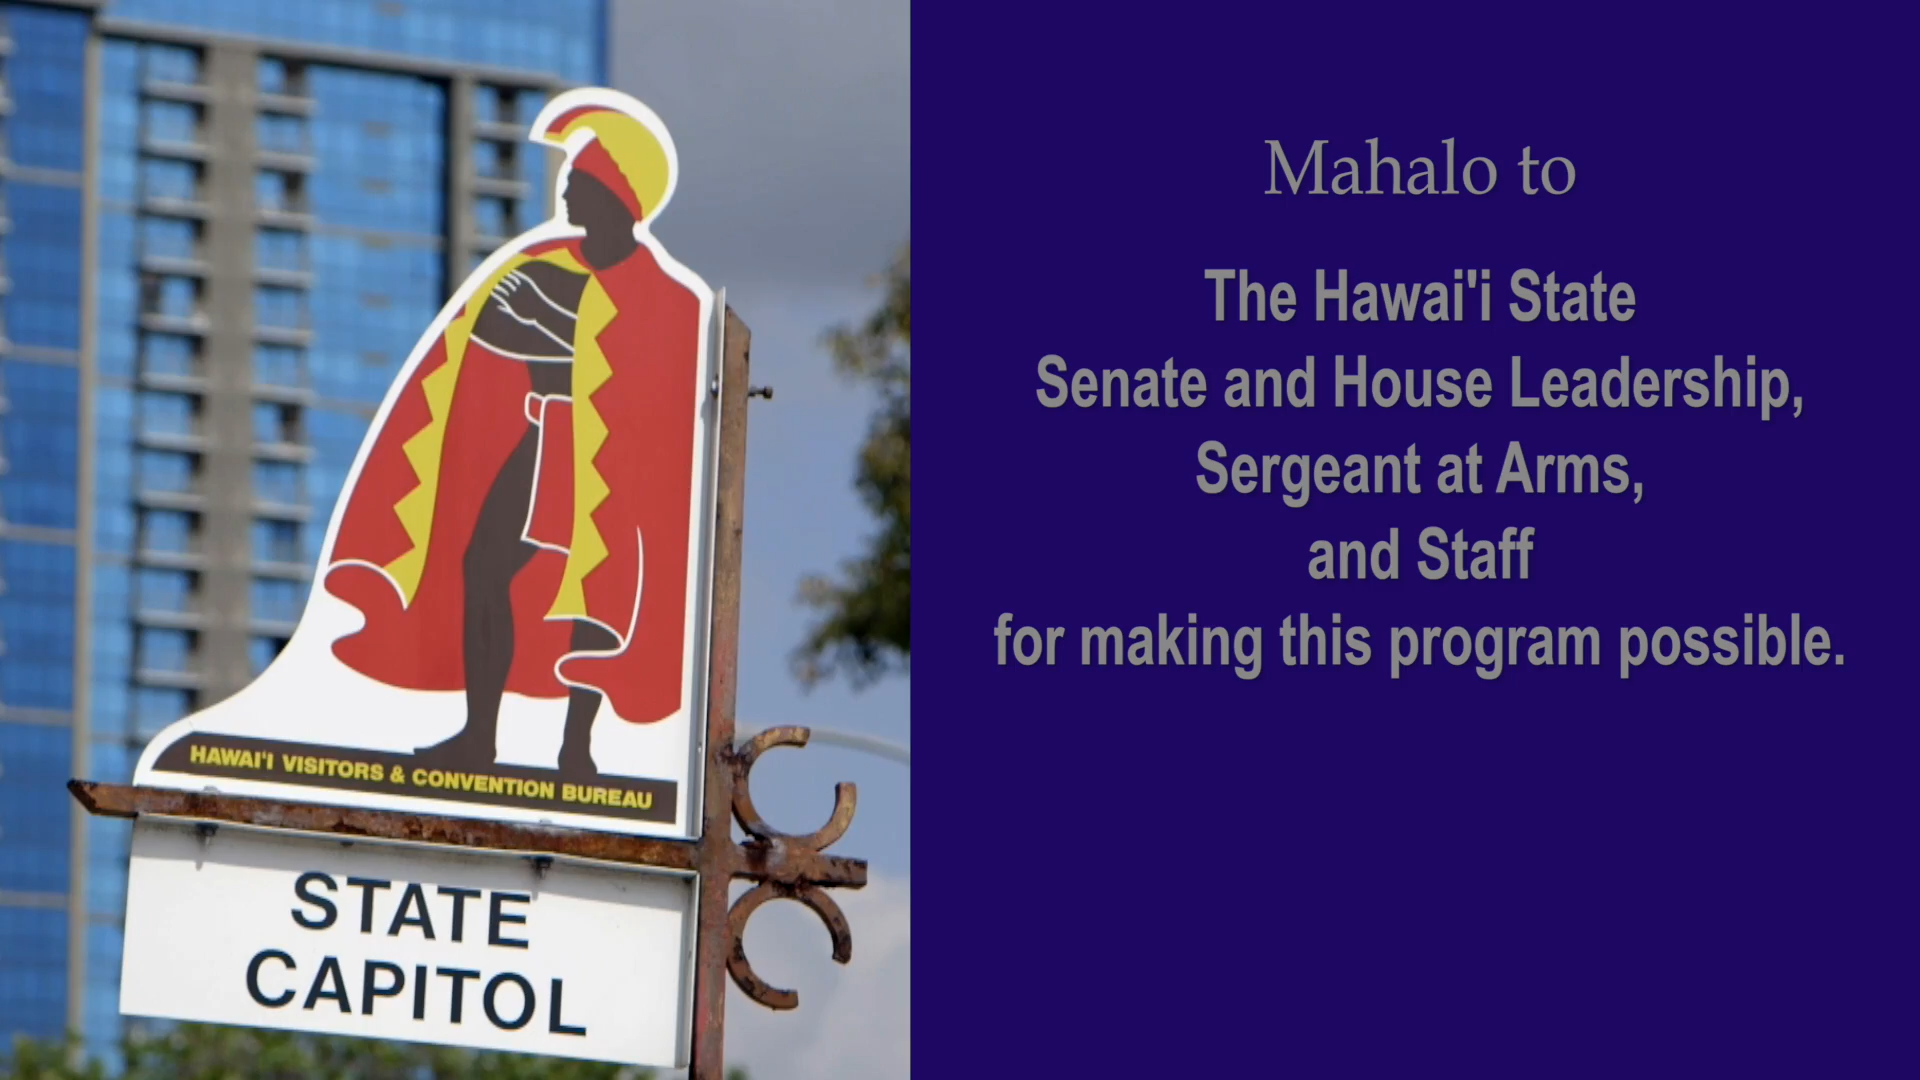 HAWAI'I VISITORS & CONVENTION BUREAU
STATE
CAPITOL
Mahalo to
The Hawai'i State
Senate and House Leadership,
Sergeant at Arms,
and Staff
for making this program possible.